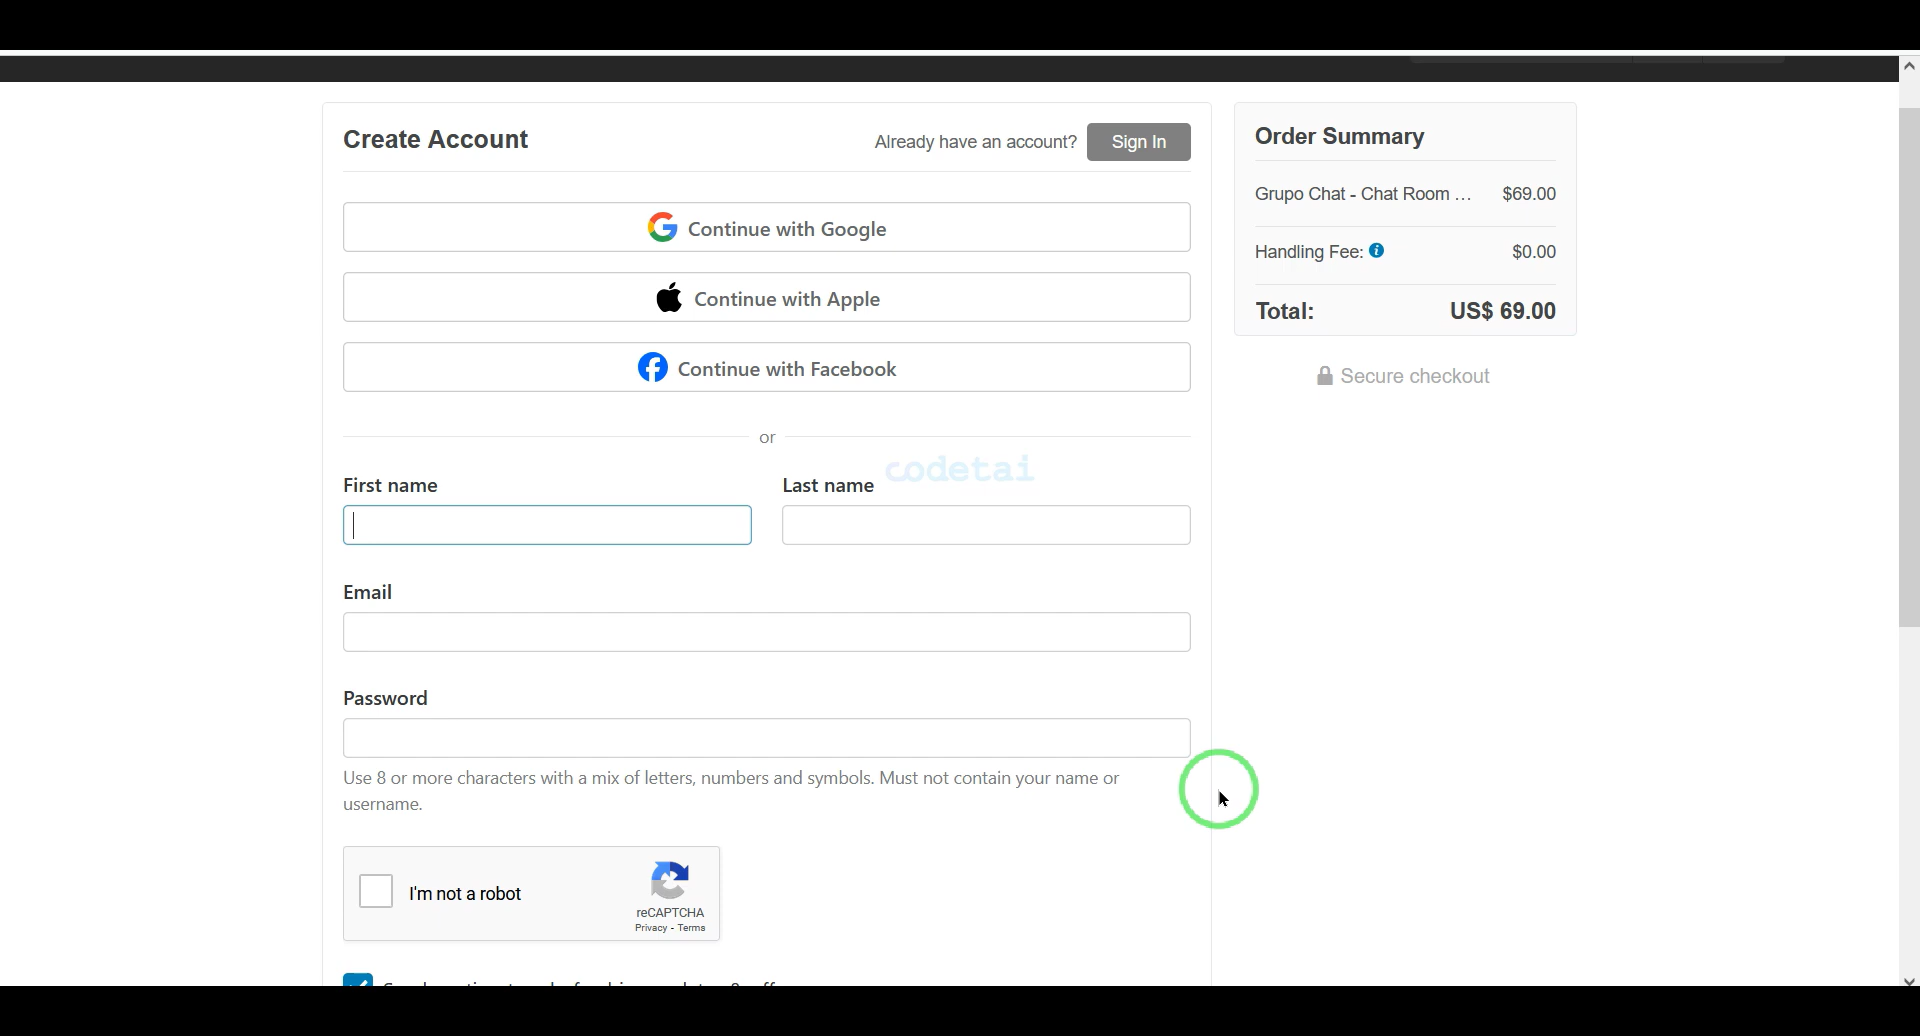 Create Account
Already have an account?
Sign In
Continue with Google
Continue with Apple
Continue with Facebook
or
codetai
First name
Last name
Email
Password
Use 8 or more characters with a mix of letters, numbers and symbols. Must not contain your name or
username.
I'm not a robot
reCAPTCHA
Privacy - Terms
Order Summary
Grupo Chat - Chat Room ... $69.00
Handling Fee: $0.00
Total: US$ 69.00
Secure checkout